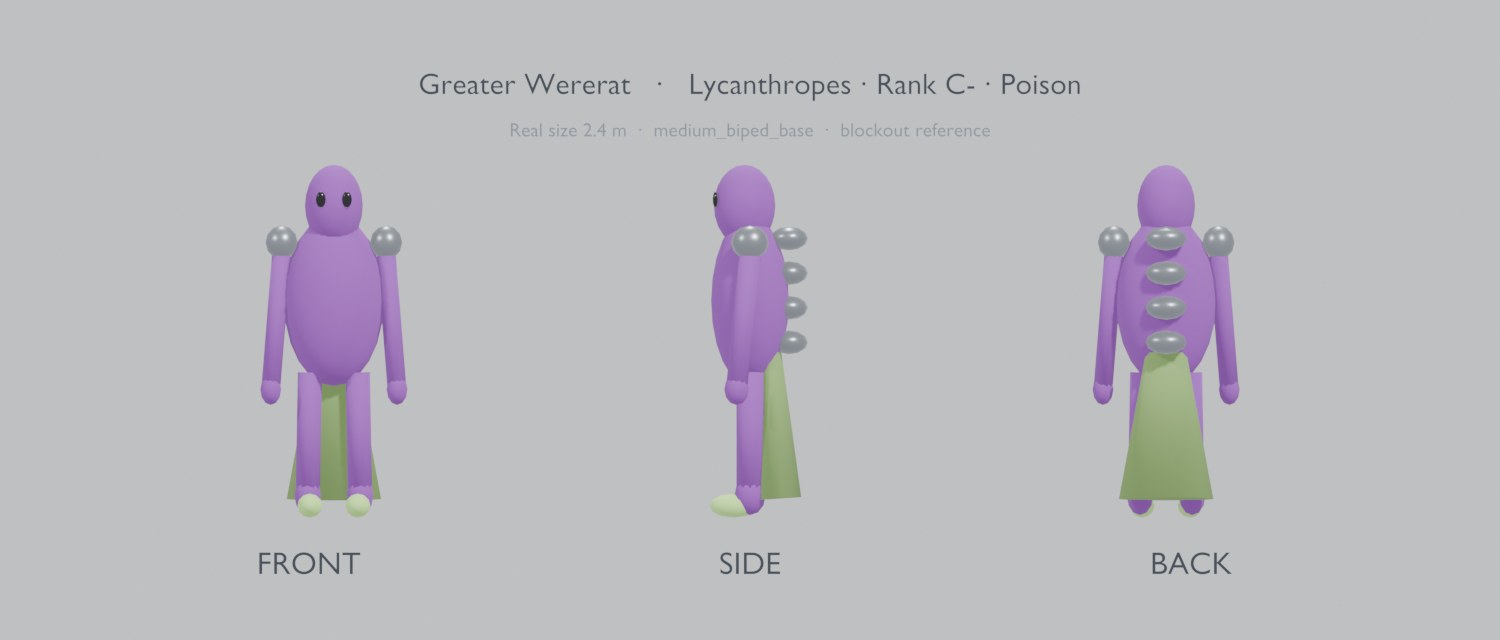 Greater Wererat · Lycanthropes · Rank C- · Poison
Real size 2.4 m · medium_biped_base · blockout reference
FRONT
SIDE
BACK